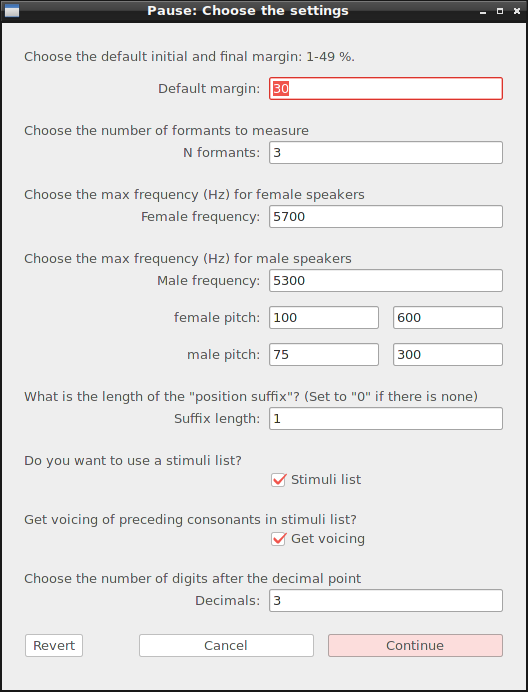 Pause: Choose the settings
Choose the default initial and final margin: 1-49 %.
Default margin: 30
Choose the number of formants to measure
N formants: 3
Choose the max frequency (Hz) for female speakers
Female frequency: 5700
Choose the max frequency (Hz) for male speakers
Male frequency: 5300
female pitch: 100 600
male pitch: 75 300
What is the length of the "position suffix"? (Set to "0" if there is none)
Suffix length: 1
Do you want to use a stimuli list?
Stimuli list
Get voicing of preceding consonants in stimuli list?
Get voicing
Choose the number of digits after the decimal point
Decimals: 3
Revert Cancel Continue